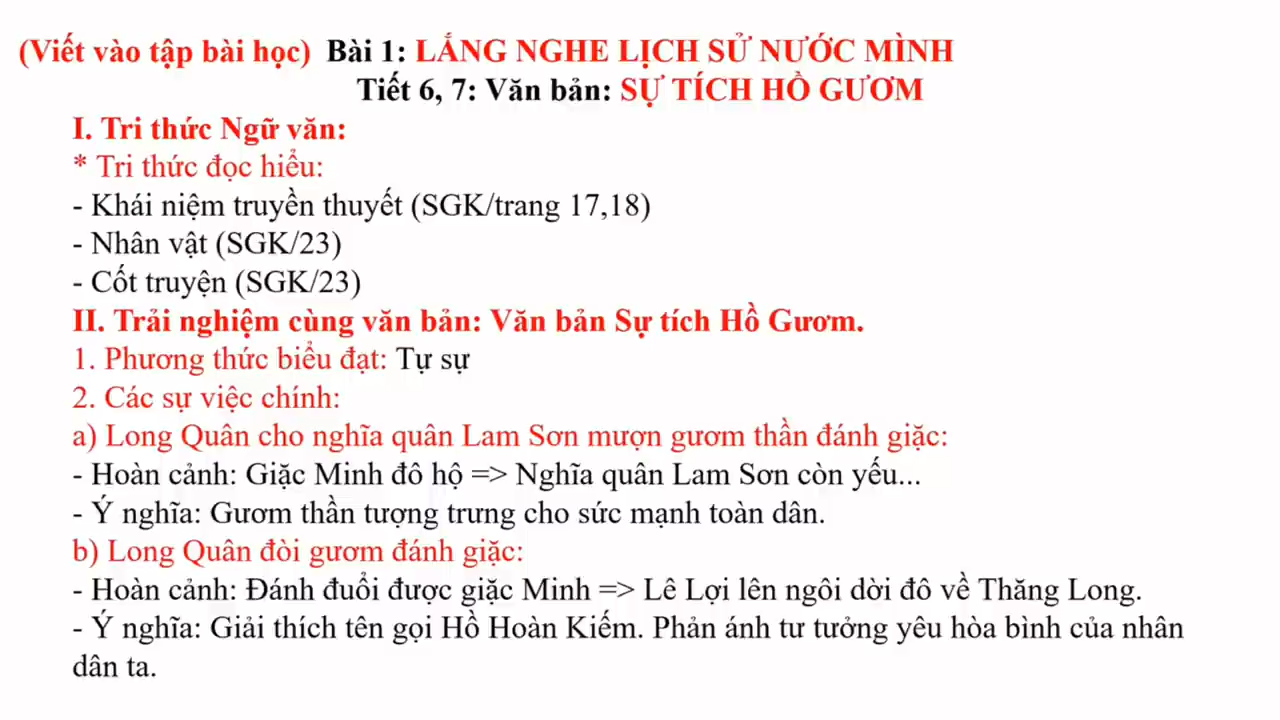 (Viết vào tập bài học) Bài 1: LẮNG NGHE LỊCH SỬ NƯỚC MÌNH
Tiết 6, 7: Văn bản: SỰ TÍCH HỒ GƯƠM
I. Tri thức Ngữ văn:
* Tri thức đọc hiểu:
- Khái niệm truyền thuyết (SGK/trang 17,18)
- Nhân vật (SGK/23)
- Cốt truyện (SGK/23)
II. Trải nghiệm cùng văn bản: Văn bản Sự tích Hồ Gươm.
1. Phương thức biểu đạt: Tự sự
2. Các sự việc chính:
a) Long Quân cho nghĩa quân Lam Sơn mượn gươm thần đánh giặc:
- Hoàn cảnh: Giặc Minh đô hộ => Nghĩa quân Lam Sơn còn yếu...
- Ý nghĩa: Gươm thần tượng trưng cho sức mạnh toàn dân.
b) Long Quân đòi gươm đánh giặc:
- Hoàn cảnh: Đánh đuổi được giặc Minh => Lê Lợi lên ngôi dời đô về Thăng Long.
- Ý nghĩa: Giải thích tên gọi Hồ Hoàn Kiếm. Phản ánh tư tưởng yêu hòa bình của nhân
dân ta.